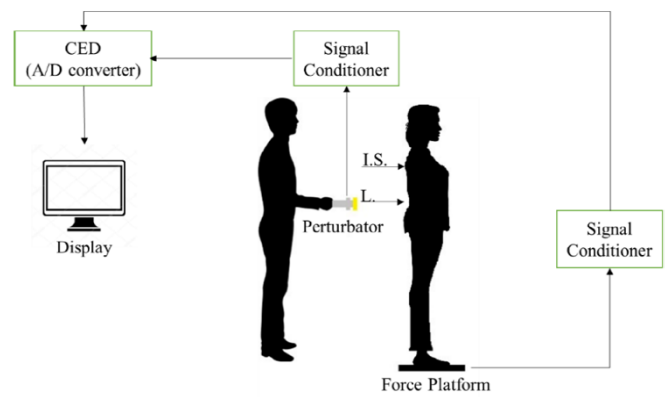 CED
(A/D converter)
Signal
Conditioner
I.S.
L.
Perturbator
Display
Signal
Conditioner
Force Platform